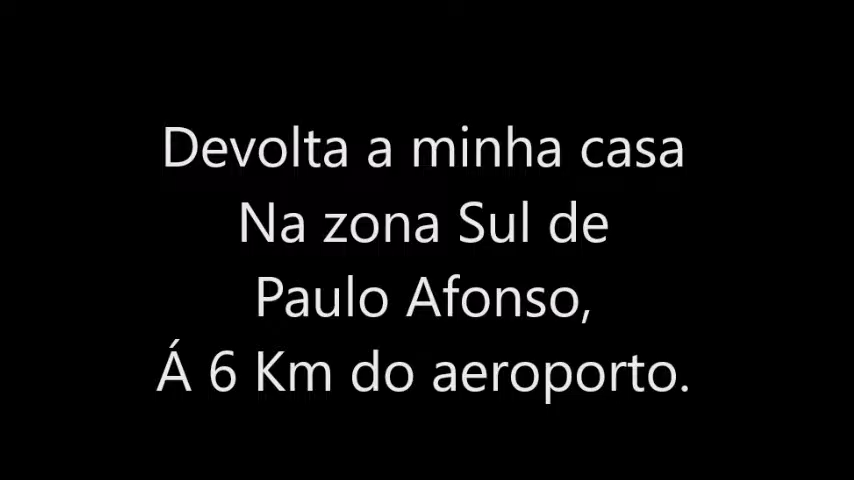 Devolta a minha casa
Na zona Sul de
Paulo Afonso,
Á 6 Km do aeroporto.